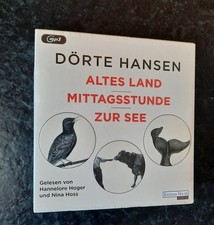 mp3
DÖRTE HANSEN
ALTES LAND
MITTAGSSTUNDE
ZUR SEE
Gelesen von
Hannelore Hoger
und Nina Hoss